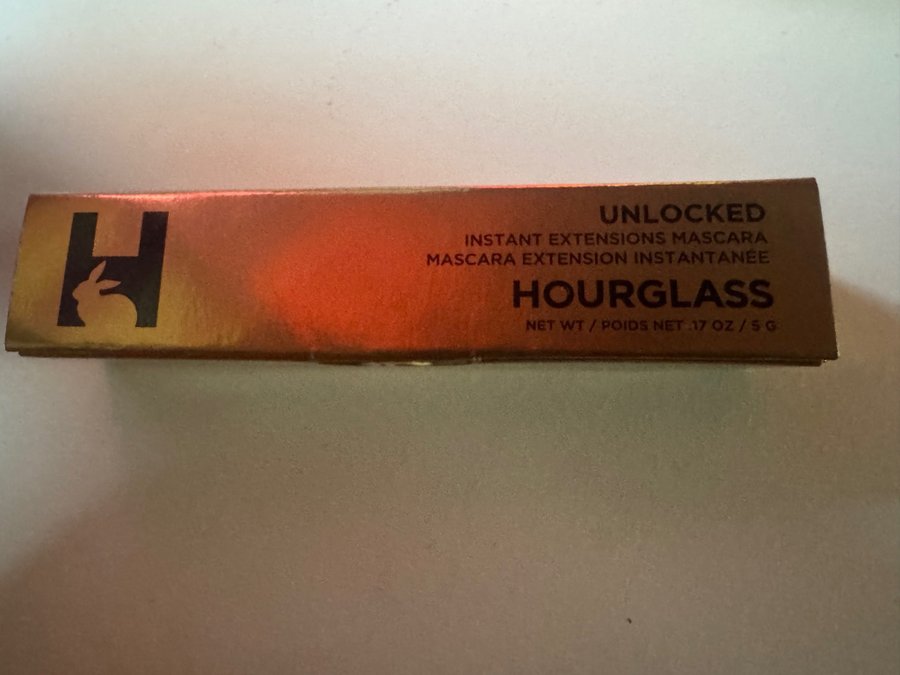 H
UNLOCKED
INSTANT EXTENSIONS MASCARA
MASCARA EXTENSION INSTANTANÉE
HOURGLASS
NET WT / POIDS NET .17 OZ / 5 G